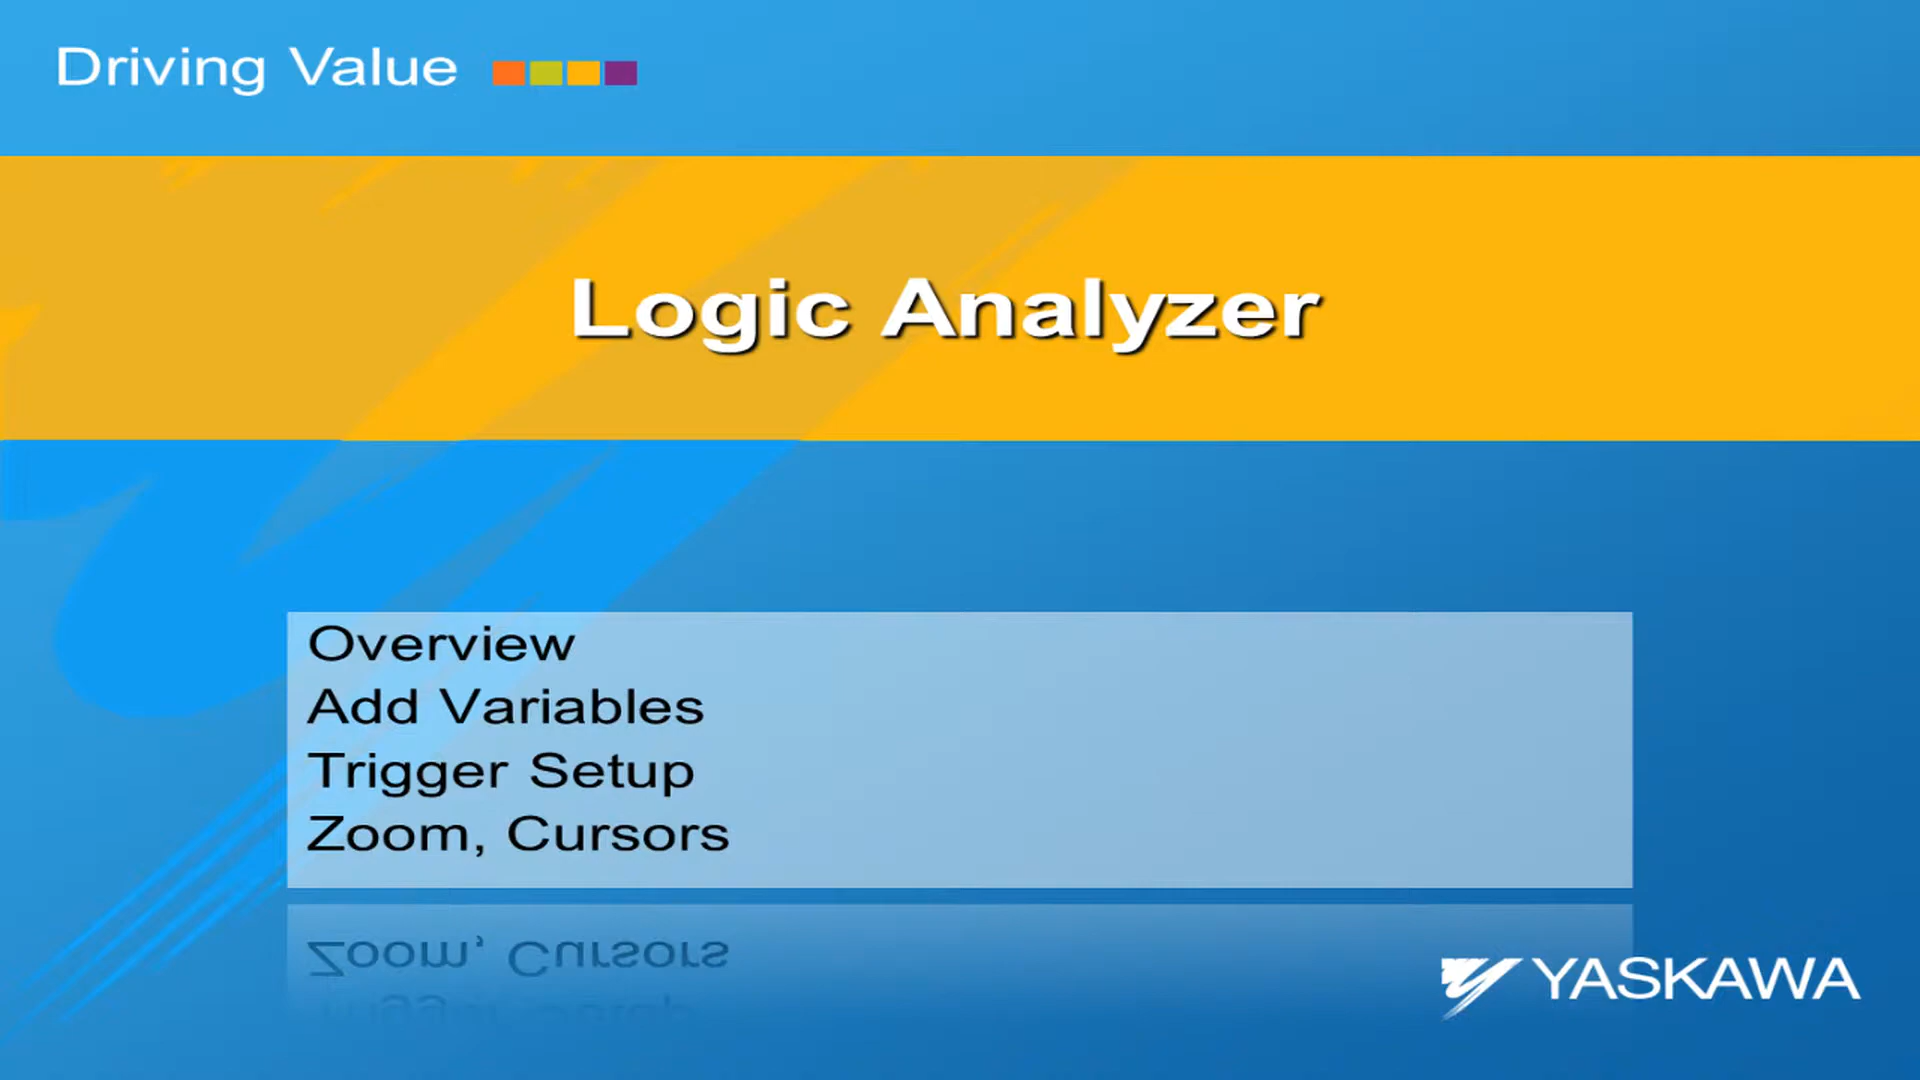 Driving Value
Logic Analyzer
Overview
Add Variables
Trigger Setup
Zoom, Cursors
YASKAWA